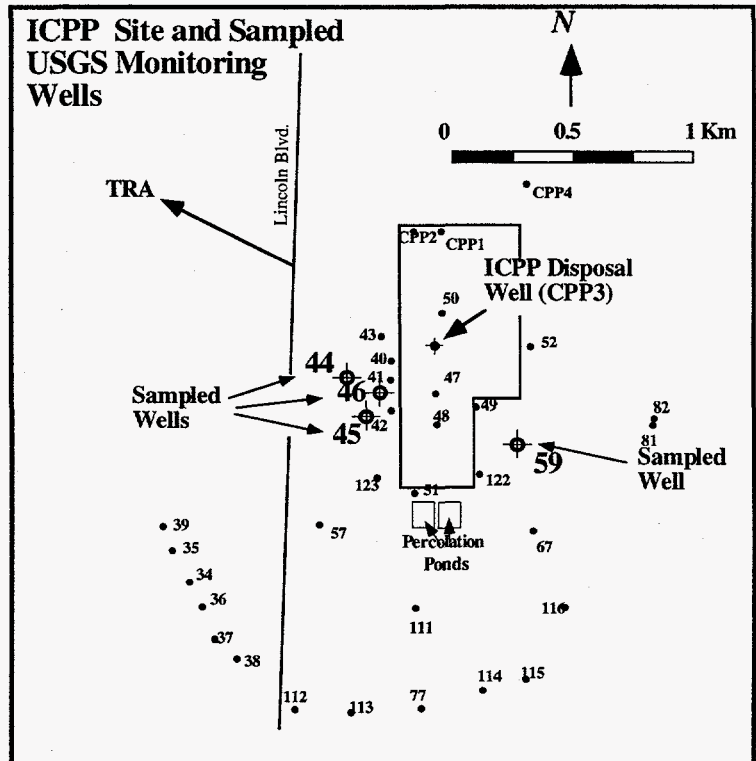 ICPP Site and Sampled
USGS Monitoring
Wells
N
0 0.5 1 Km
Lincoln Blvd.
TRA
CPP4
CPP2 CPP1
ICPP Disposal
Well (CPP3)
50
43
52
40
44
41
46
47
Sampled
Wells
49
42
48
45
82
81
59
Sampled
Well
123
122
51
39
57
67
35
Percolation
Ponds
34
36
111
116
37
38
114
115
112
113
77